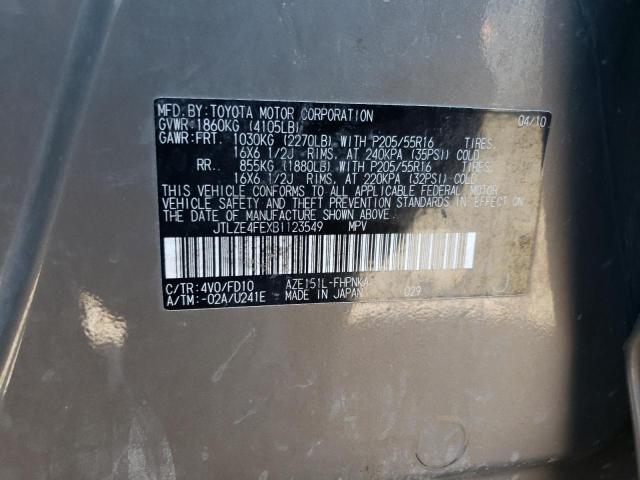 MFD.BY:TOYOTA MOTOR CORPORATION 04/10
GVWR:1860KG (4105LB)
GAWR:FRT. 1030KG (2270LB) WITH P205/55R16 TIRES,
16X6 1/2J RIMS, AT 240KPA (35PSI) COLD
RR. 855KG (1880LB) WITH P205/55R16 TIRES,
16X6 1/2J RIMS, AT 220KPA (32PSI) COLD
THIS VEHICLE CONFORMS TO ALL APPLICABLE FEDERAL MOTOR
VEHICLE SAFETY AND THEFT PREVENTION STANDARDS IN EFFECT
ON THE DATE OF MANUFACTURE SHOWN ABOVE.
JTLZE4FEXB1123549 MPV
C/TR:4V0/FD10 AZE151L-FHPNKA
A/TM:-02A/U241E MADE IN JAPAN 029